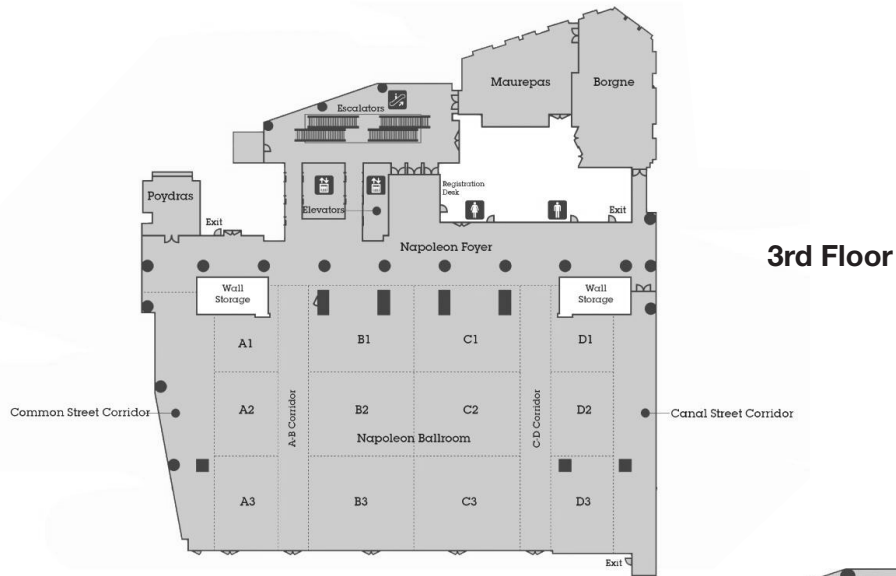 Maurepas
Borgne
Escalators
Registration
Desk
Poydras
Exit
Elevators
Exit
Napoleon Foyer
3rd Floor
Wall
Storage
Wall
Storage
A1
B1
C1
D1
Common Street Corridor
A2
A-B Corridor
B2
C2
C-D Corridor
D2
Canal Street Corridor
Napoleon Ballroom
A3
B3
C3
D3
Exit